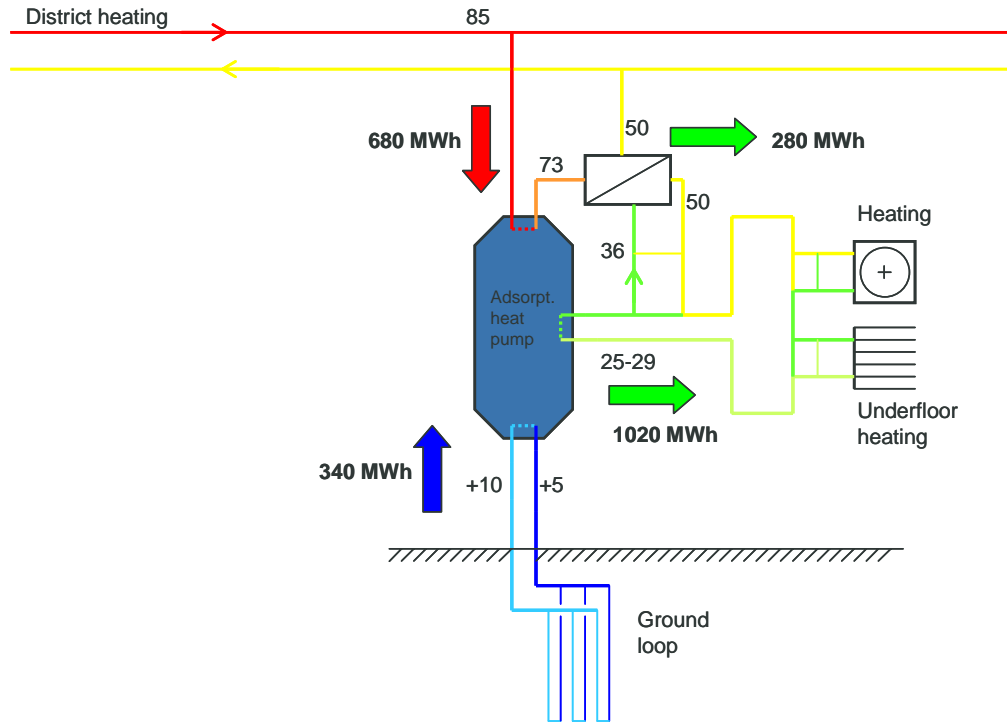 District heating
85
680 MWh
50
280 MWh
73
50
Heating
36
Adsorpt.
heat
pump
25-29
Underfloor
heating
1020 MWh
340 MWh
+10
+5
Ground
loop